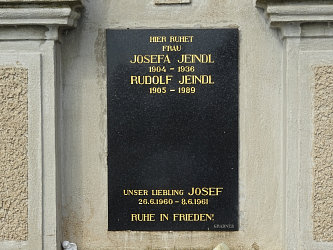 HIER RUHET
FRAU
JOSEFA JEINDL
1904 - 1936
RUDOLF JEINDL
1905 - 1989
UNSER LIEBLING JOSEF
26.6.1960 - 8.6.1961
RUHE IN FRIEDEN!